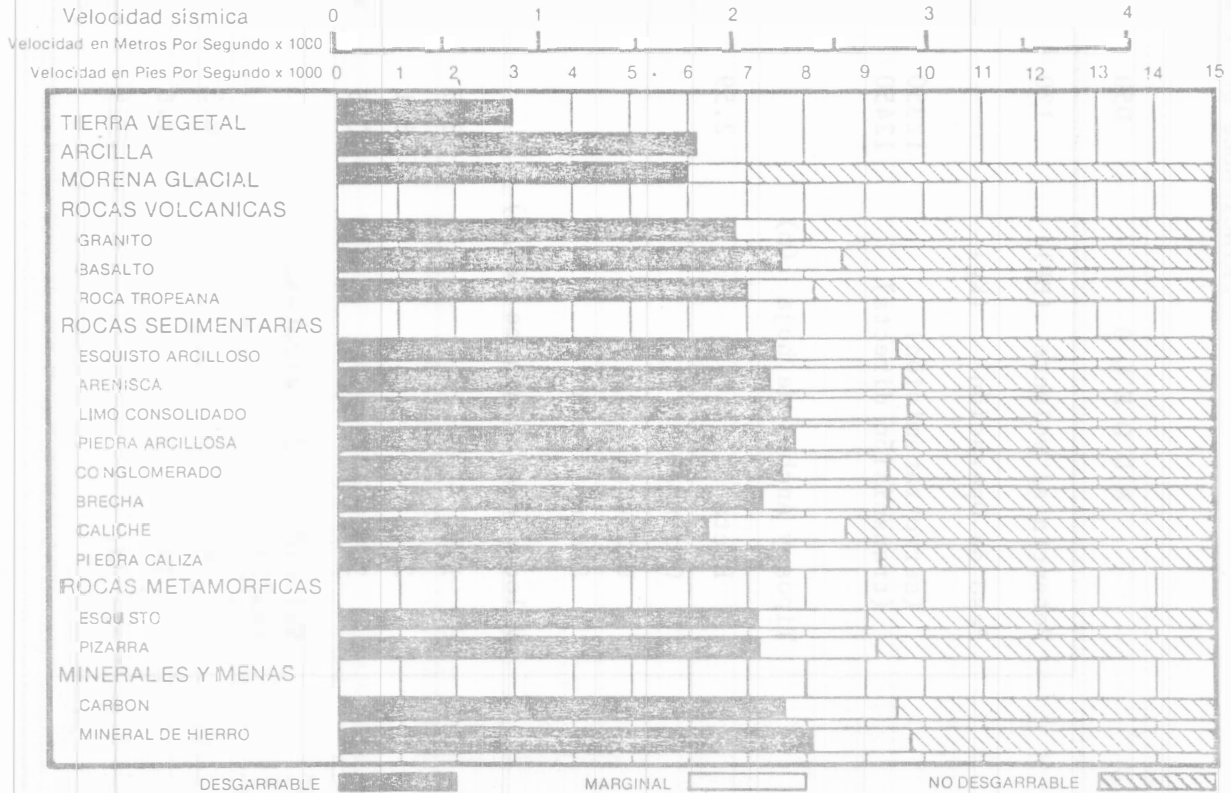 Velocidad sísmica 0 1 2 3 4
Velocidad en Metros Por Segundo x 1000
Velocidad en Pies Por Segundo x 1000 0 1 2 3 4 5 6 7 8 9 10 11 12 13 14 15
TIERRA VEGETAL
ARCILLA
MORENA GLACIAL
ROCAS VOLCANICAS
GRANITO
BASALTO
ROCA TROPEANA
ROCAS SEDIMENTARIAS
ESQUISTO ARCILLOSO
ARENISCA
LIMO CONSOLIDADO
PIEDRA ARCILLOSA
CONGLOMERADO
BRECHA
CALICHE
PIEDRA CALIZA
ROCAS METAMORFICAS
ESQUISTO
PIZARRA
MINERALES Y MENAS
CARBON
MINERAL DE HIERRO
DESGARRABLE MARGINAL NO DESGARRABLE